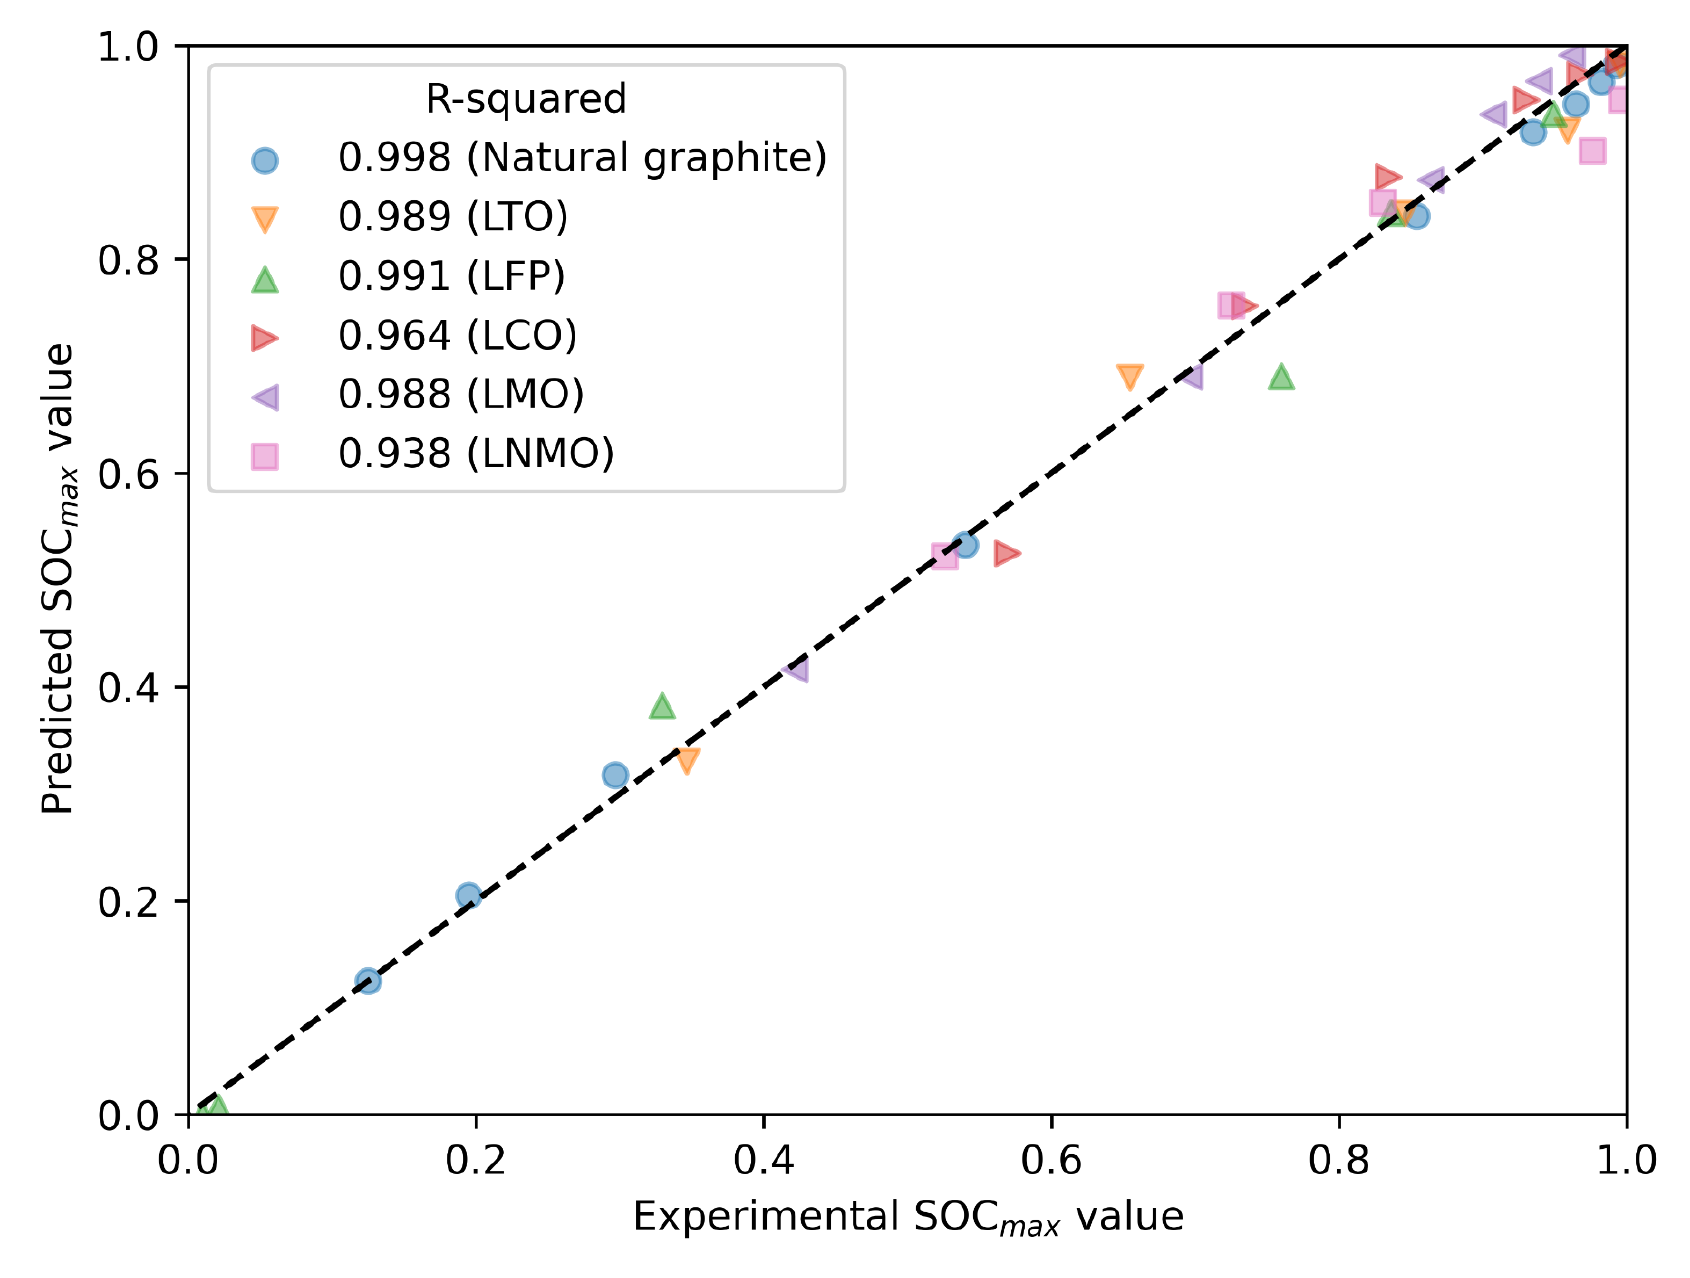 1.0
0.8
0.6
0.4
0.2
0.0
Predicted SOCmax value
R-squared
0.998 (Natural graphite)
0.989 (LTO)
0.991 (LFP)
0.964 (LCO)
0.988 (LMO)
0.938 (LNMO)
0.0 0.2 0.4 0.6 0.8 1.0
Experimental SOCmax value